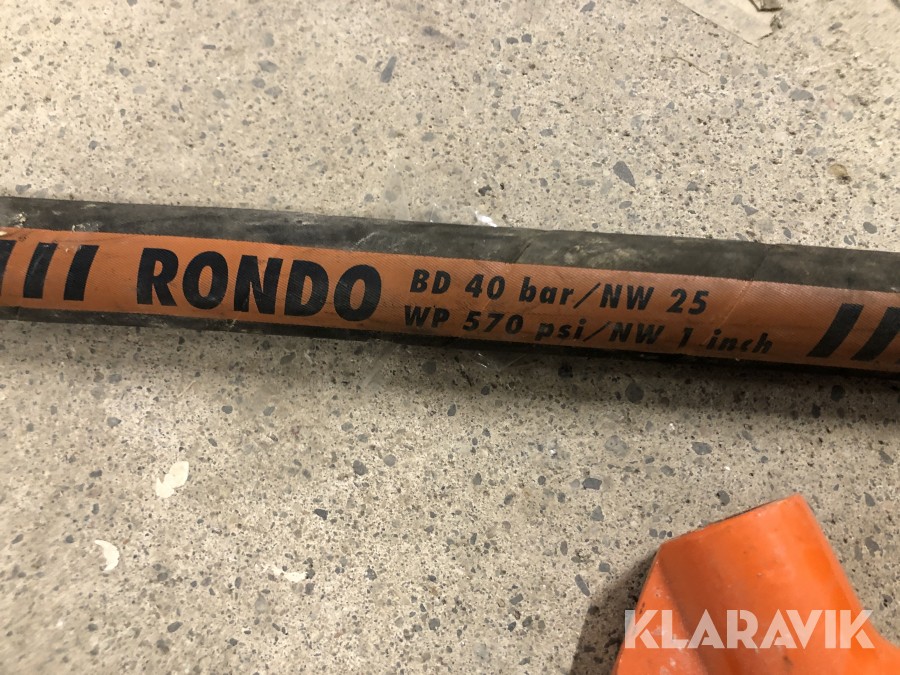 RONDO
BD 40 bar/NW 25
WP 570 psi/NW 1 inch
KLARAVIK